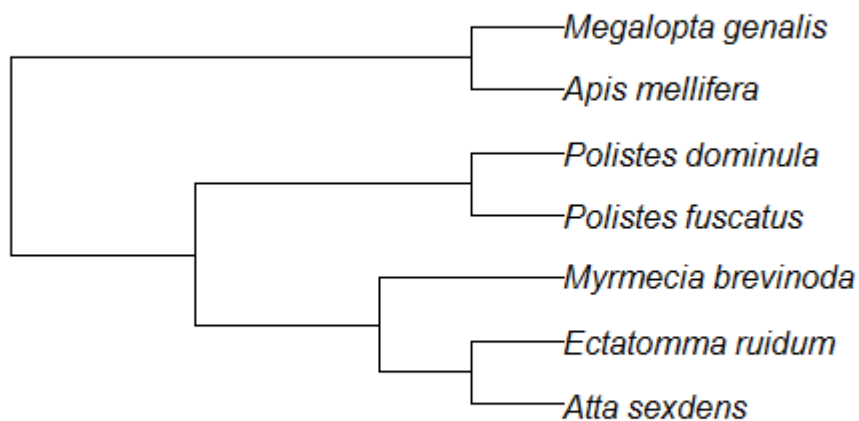 Megalopta genalis
Apis mellifera
Polistes dominula
Polistes fuscatus
Myrmecia brevinoda
Ectatomma ruidum
Atta sexdens